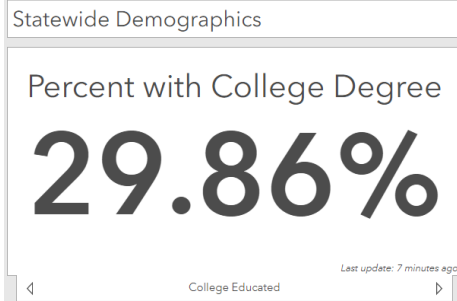 Statewide Demographics
Percent with College Degree
29.86%
Last update: 7 minutes ago
College Educated